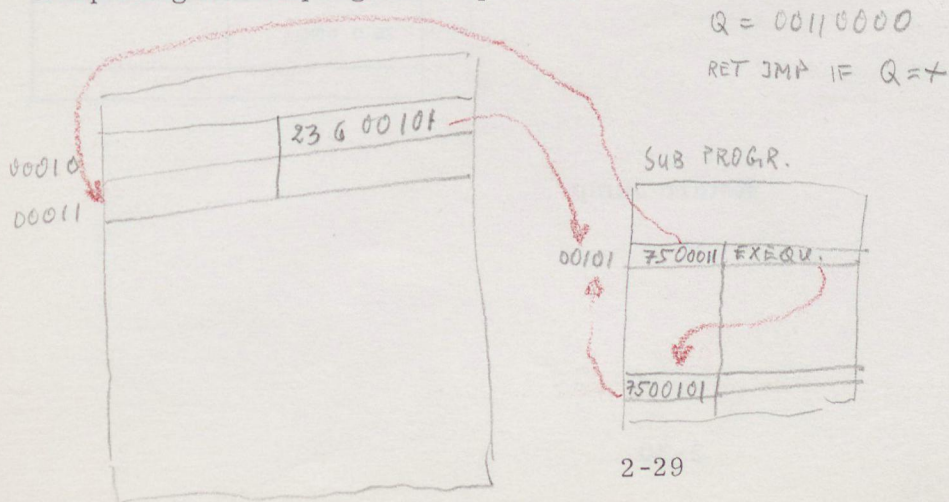 Q = 00110000
RET JMP IF Q = +
23 6 00101
00010
00011
SUB PROGR.
00101
7500011 EXEQU.
7500101
2-29